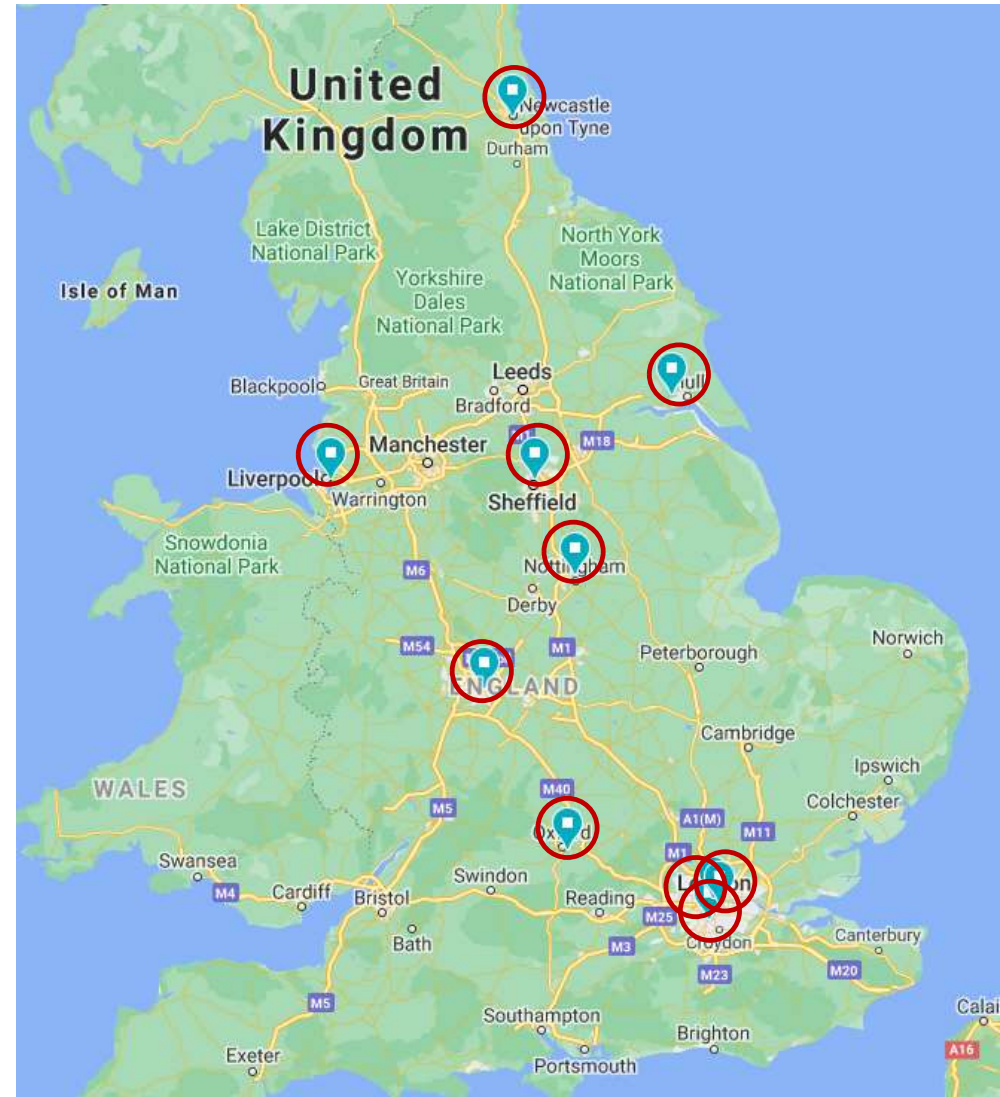 United
Kingdom
Newcastle
upon Tyne
Durham
Lake District
National Park
North York
Moors
National Park
Isle of Man
Yorkshire
Dales
National Park
Leeds
Blackpool
Great Britain
Bradford
Manchester
M18
Liverpool
Warrington
Sheffield
Snowdonia
National Park
M6
Nottingham
Derby
M54
M1
Peterborough
Norwich
ENGLAND
Cambridge
Ipswich
WALES
M40
M5
Colchester
A1(M)
M11
Swansea
M1
M4
Cardiff
Bristol
Swindon
Reading
M25
Bath
M3
Croydon
Canterbury
M23
M20
M5
Southampton
Brighton
Calai
Exeter
Portsmouth
A16